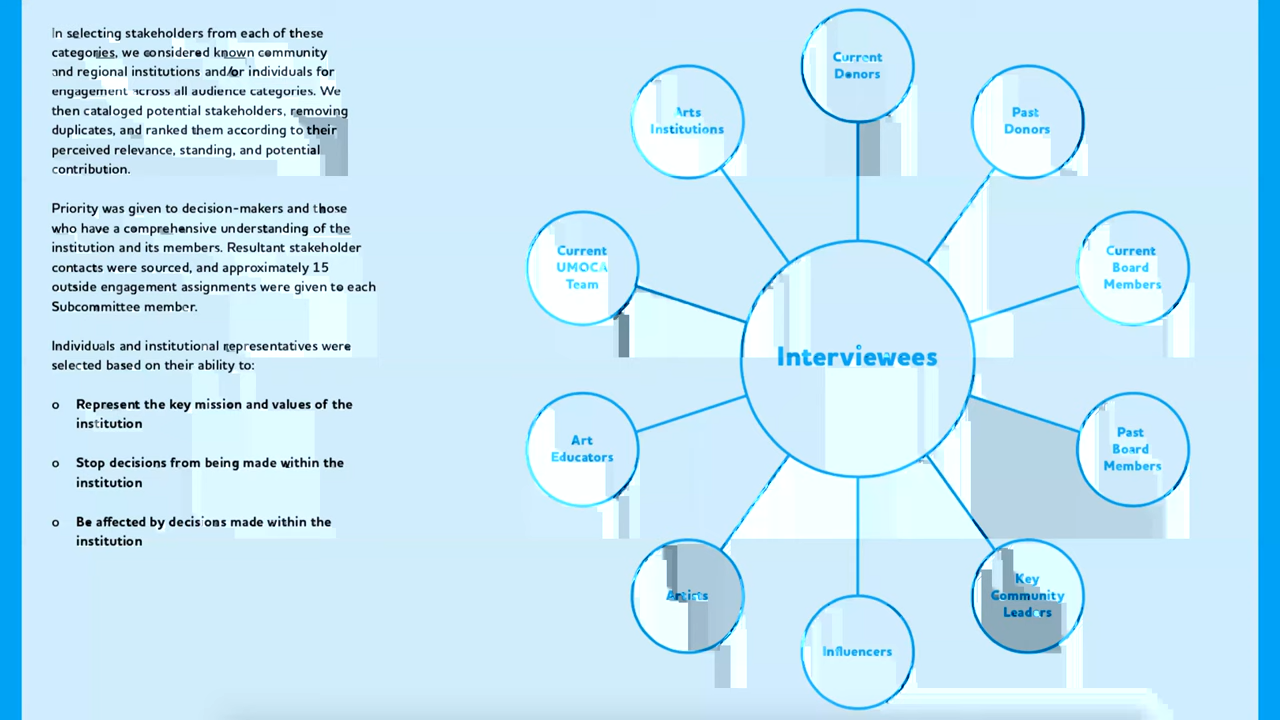 In selecting stakeholders from each of these
categories, we considered known community
and regional institutions and/or individuals for
engagement across all audience categories. We
then cataloged potential stakeholders, removing
duplicates, and ranked them according to their
perceived relevance, standing, and potential
contribution.
Priority was given to decision-makers and those
who have a comprehensive understanding of the
institution and its members. Resultant stakeholder
contacts were sourced, and approximately 15
outside engagement assignments were given to each
Subcommittee member.
Individuals and institutional representatives were
selected based on their ability to:
o Represent the key mission and values of the
institution
o Stop decisions from being made within the
institution
o Be affected by decisions made within the
institution
Current
Donors
Arts
Institutions
Past
Donors
Current
UMOCA
Team
Current
Board
Members
Interviewees
Art
Educators
Past
Board
Members
Artists
Key
Community
Leaders
Influencers